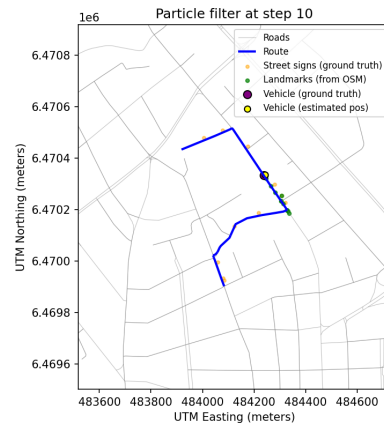 Particle filter at step 10
1e6
Roads
Route
Street signs (ground truth)
Landmarks (from OSM)
Vehicle (ground truth)
Vehicle (estimated pos)
6.4708
6.4706
6.4704
6.4702
6.4700
6.4698
6.4696
UTM Northing (meters)
483600 483800 484000 484200 484400 484600
UTM Easting (meters)